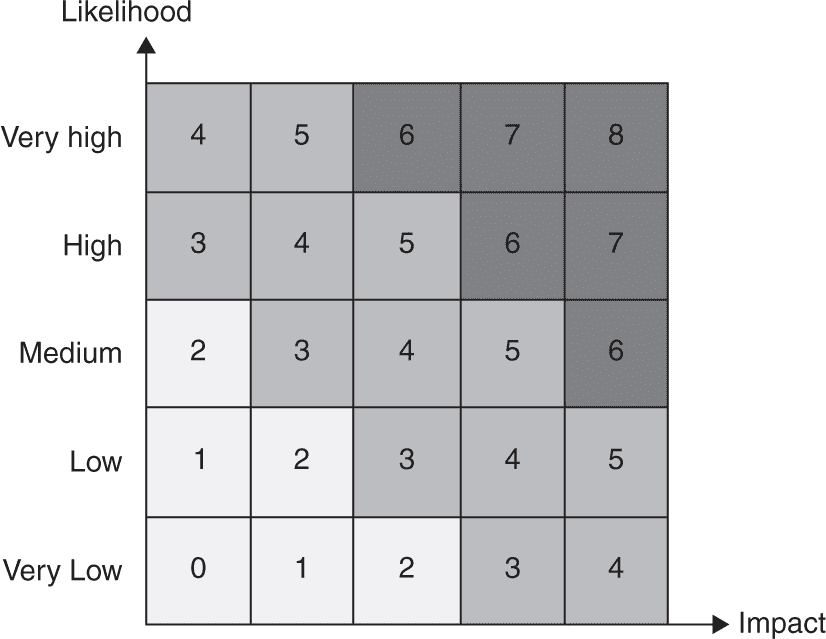 Likelihood
Very high 4 5 6 7 8
High 3 4 5 6 7
Medium 2 3 4 5 6
Low 1 2 3 4 5
Very Low 0 1 2 3 4
Impact